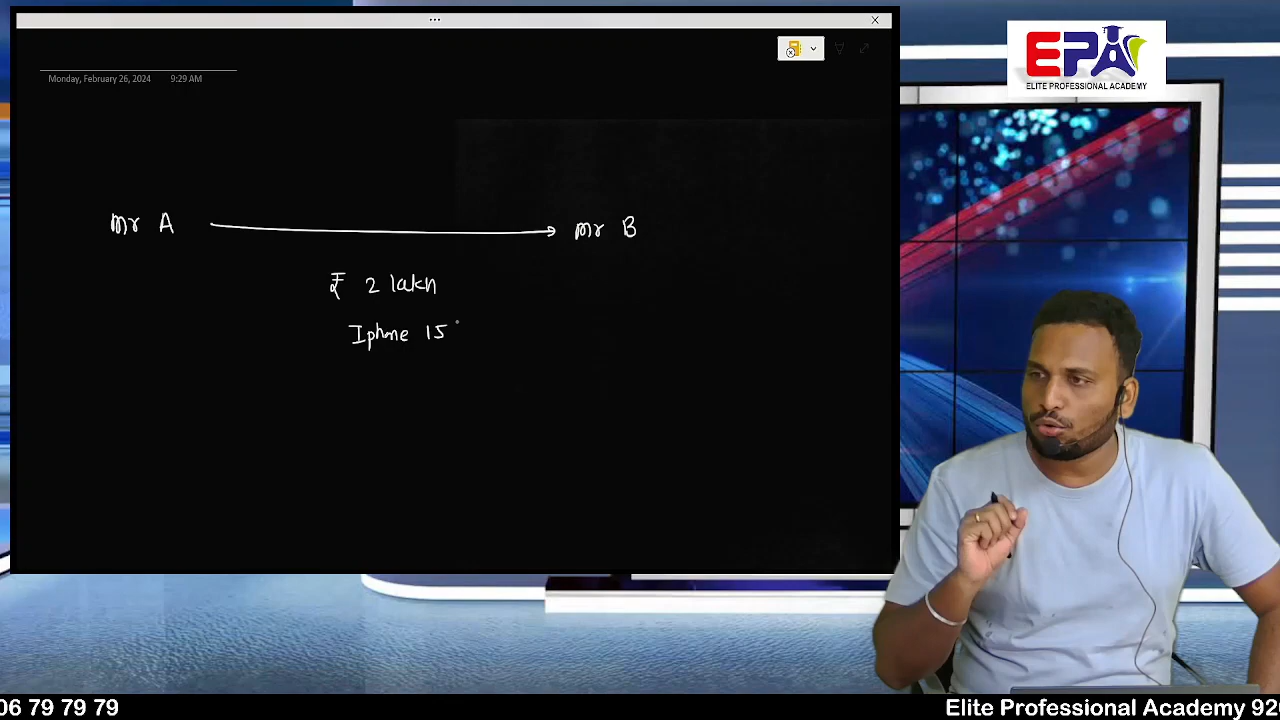 EPA
ELITE PROFESSIONAL ACADEMY
Monday, February 26, 2024 9:29 AM
Mr A Mr B
₹ 2 lakh
Iphone 15
06 79 79 79 Elite Professional Academy 92